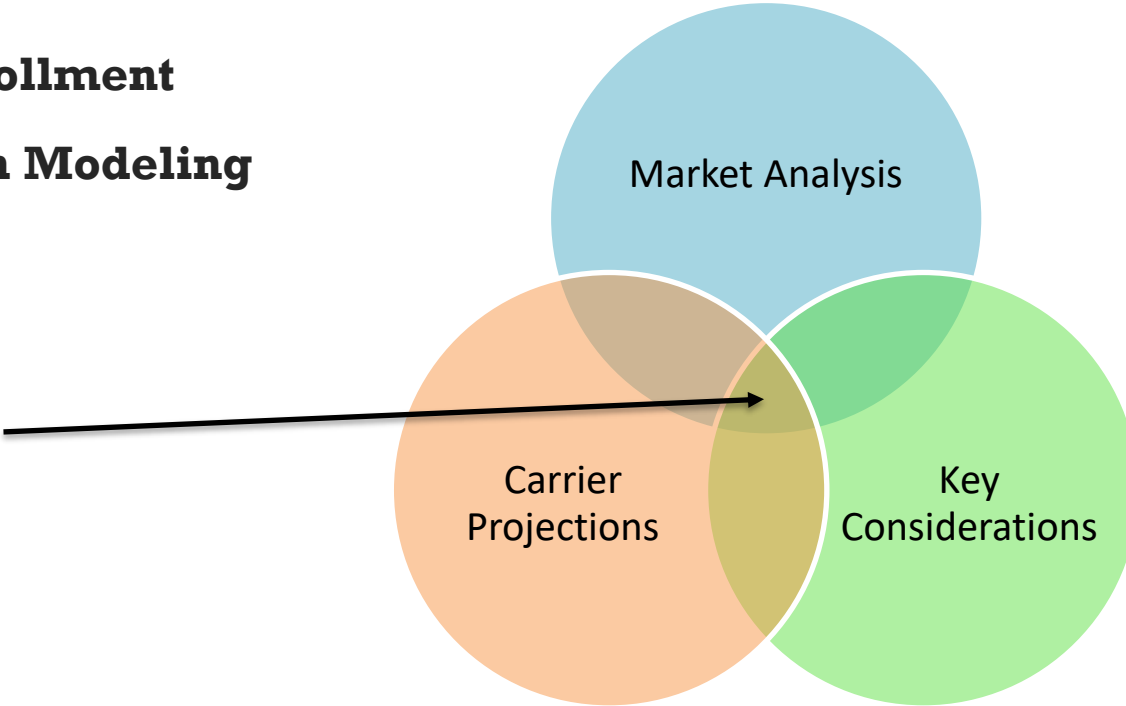 ollment
Modeling
Market Analysis
Carrier
Projections
Key
Considerations